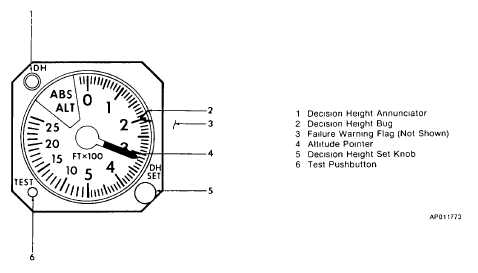 1
DH
ABS
ALT
0
1
2
3
4
5
10
15
20
25
FT×100
DH
SET
TEST
2
3
4
5
6
1 Decision Height Annunciator
2 Decision Height Bug
3 Failure Warning Flag (Not Shown)
4 Altitude Pointer
5 Decision Height Set Knob
6 Test Pushbutton
AP011773